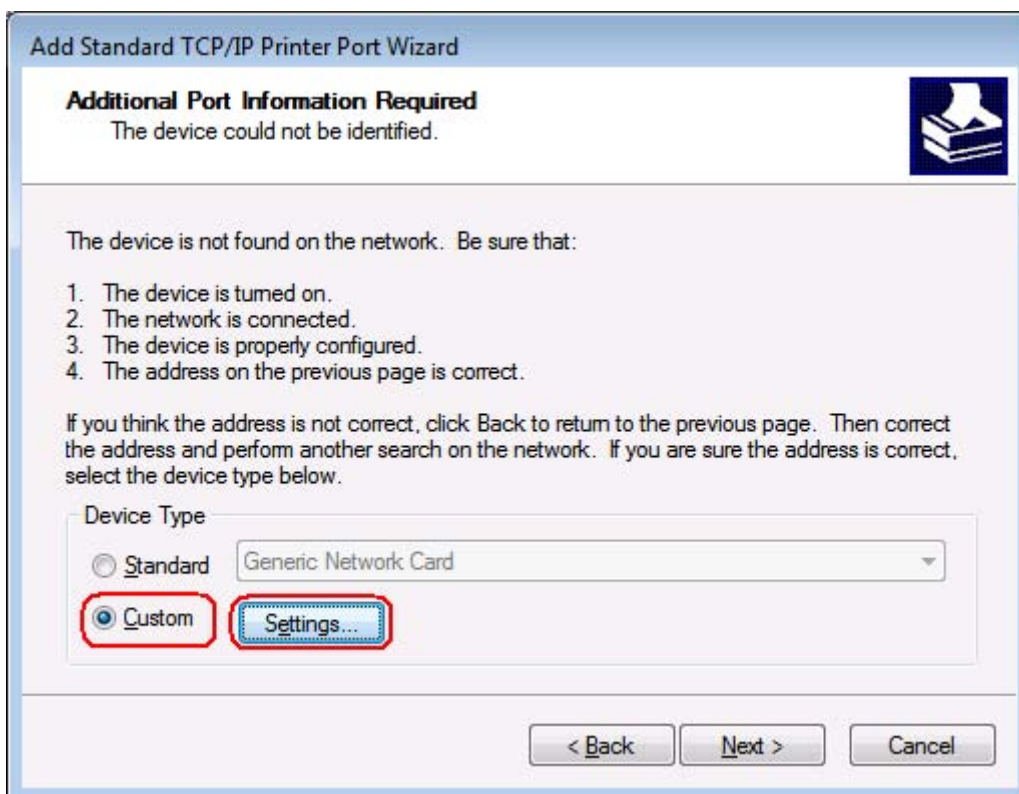 Add Standard TCP/IP Printer Port Wizard
Additional Port Information Required
The device could not be identified.
The device is not found on the network.  Be sure that:
1.  The device is turned on.
2.  The network is connected.
3.  The device is properly configured.
4.  The address on the previous page is correct.
If you think the address is not correct, click Back to return to the previous page.  Then correct
the address and perform another search on the network.  If you are sure the address is correct,
select the device type below.
Device Type
Standard Generic Network Card
Custom Settings...
< Back Next > Cancel